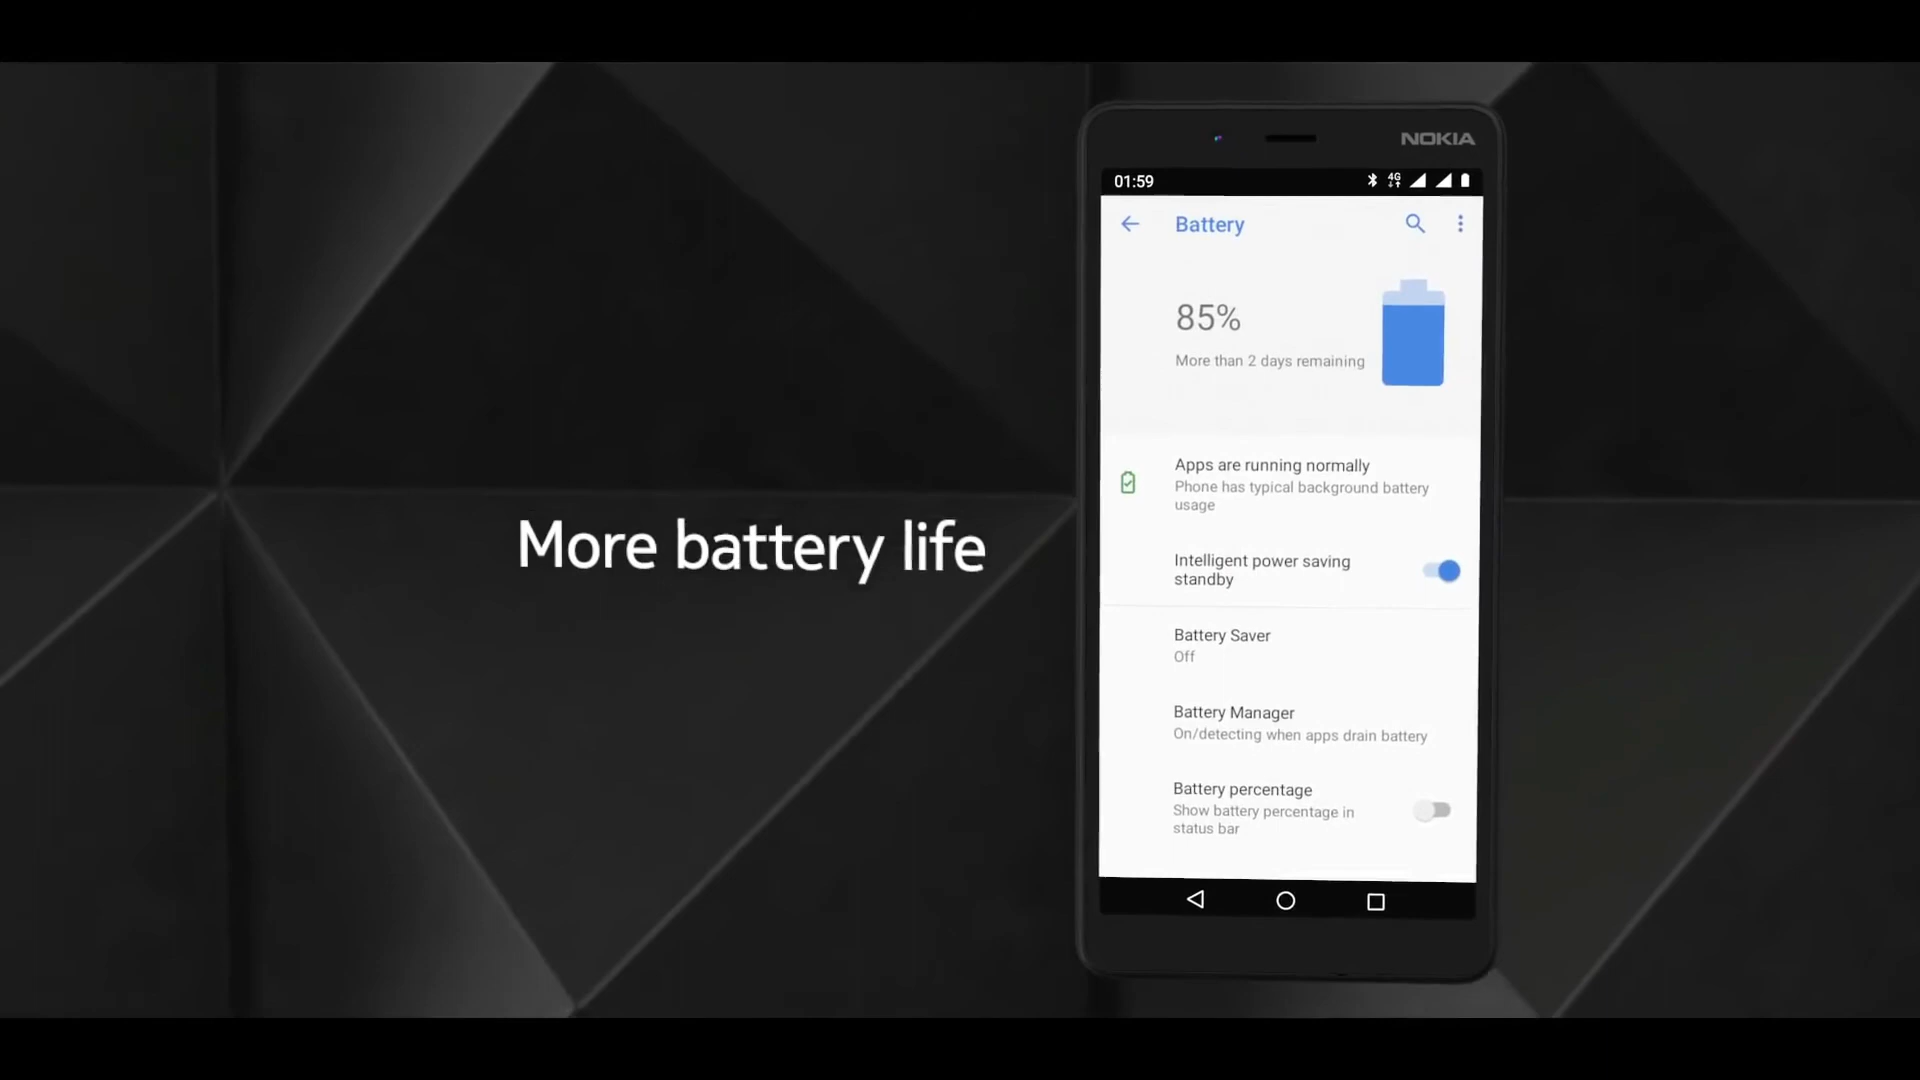 NOKIA
01:59
4G
Battery
85%
More than 2 days remaining
Apps are running normally
Phone has typical background battery
usage
More battery life
Intelligent power saving
standby
Battery Saver
Off
Battery Manager
On/detecting when apps drain battery
Battery percentage
Show battery percentage in
status bar